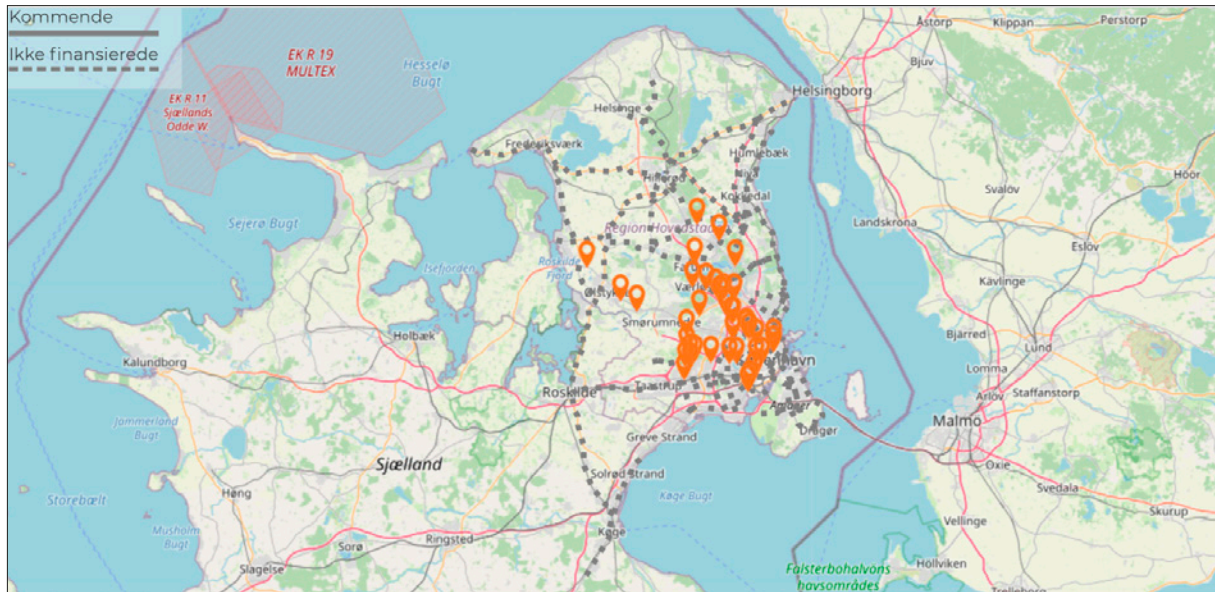 Kommende
Ikke finansierede
EK R 19
MULTEX
Hesselø
Bugt
EK R 11
Sjællands
Odde W
Helsinge
Helsingborg
Åstorp
Klippan
Perstorp
Bjuv
Åkarp
Frederiksværk
Humlebæk
Hillerød
Nivå
Kokkedal
Svalöv
Höör
Landskrona
Eslöv
Sejerø Bugt
Region Hovedstaden
Isefjorden
Roskilde
Fjord
Kävlinge
Smørumnedre
Holbæk
Bjärred
Lund
Kalundborg
Lomma
Staffanstorp
Arlöv
Roskilde
Taastrup
København
Amager
Dragør
Malmö
Jammerland
Bugt
Greve Strand
Oxie
Sjælland
Solrød Strand
Svedala
Storebælt
Høng
Køge Bugt
Skurup
Musholm
Bugt
Køge
Vellinge
Slagelse
Sorø
Ringsted
Höllviken
Falsterbohalvöns
havsområdes
Trelleborg